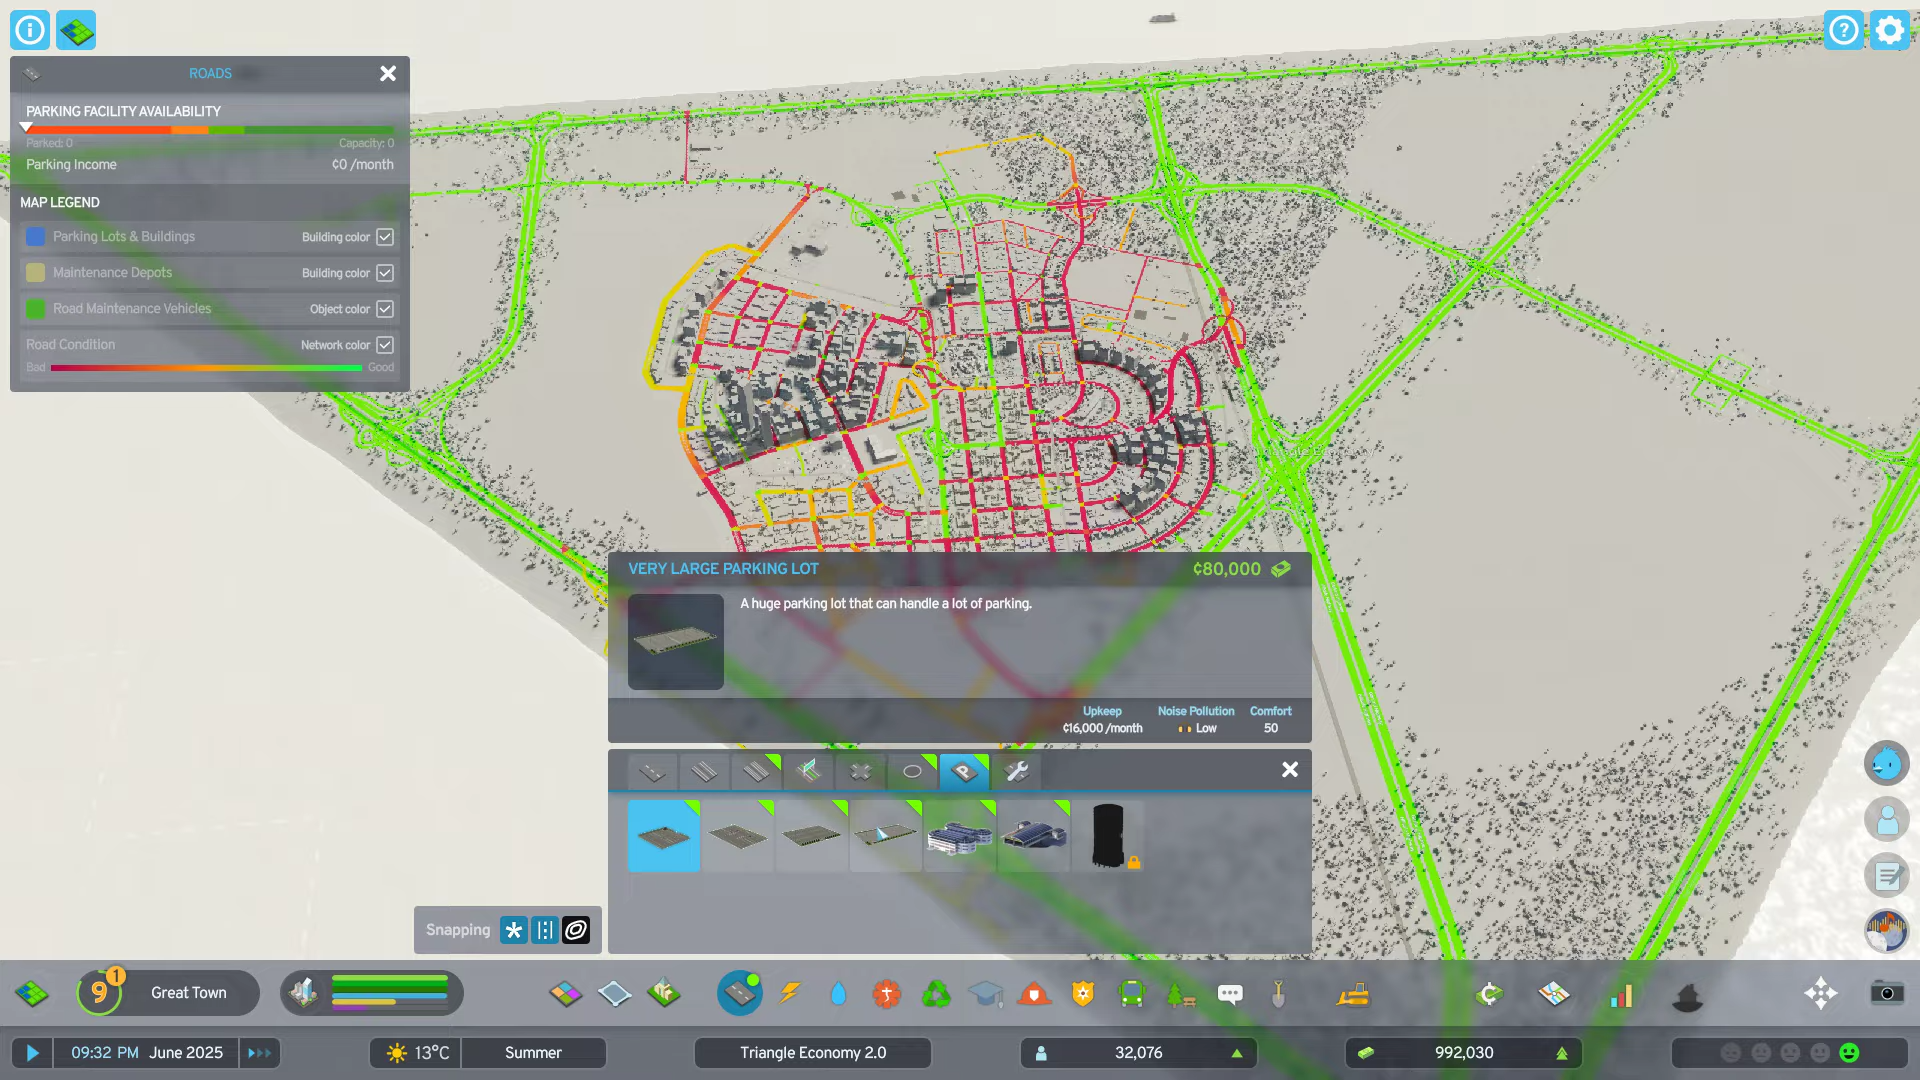 ROADS
PARKING FACILITY AVAILABILITY
Parked: 0 Capacity: 0
Parking Income ¢0 /month
MAP LEGEND
Parking Lots & Buildings Building color
Maintenance Depots Building color
Road Maintenance Vehicles Object color
Road Condition Network color
Bad Good
VERY LARGE PARKING LOT ¢80,000
A huge parking lot that can handle a lot of parking.
Upkeep Noise Pollution Comfort
¢16,000 /month Low 50
P
Snapping
9 1 Great Town
09:32 PM June 2025
13°C Summer
Triangle Economy 2.0
32,076
992,030